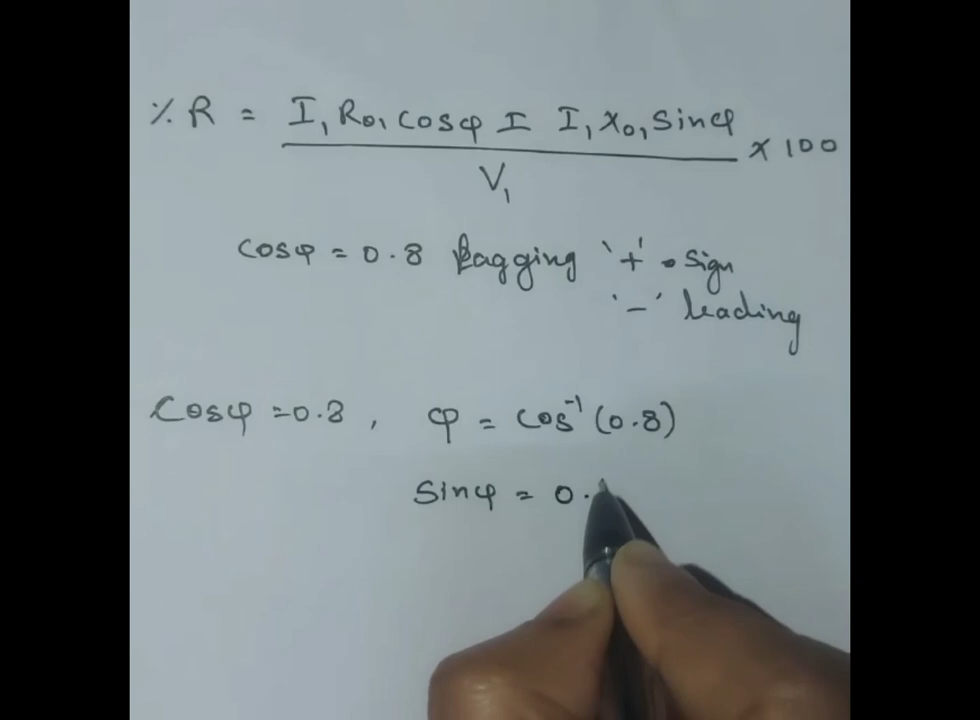 % R = I₁ R₀₁ cosφ ± I₁ X₀₁ Sinφ / V₁ × 100
cosφ = 0.8 lagging '+' sign
'-' leading
Cosφ = 0.8 , φ = cos⁻¹ (0.8)
Sinφ = 0.